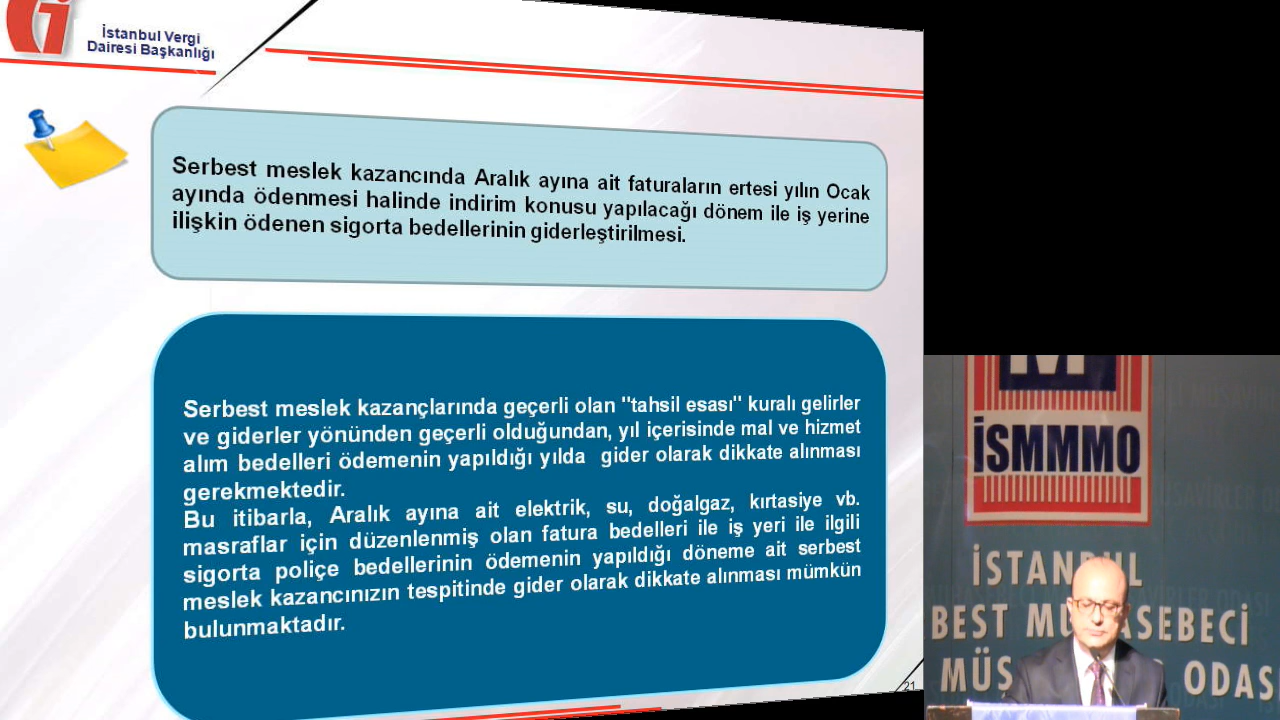 İstanbul Vergi
Dairesi Başkanlığı
Serbest meslek kazancında Aralık ayına ait faturaların ertesi yılın Ocak
ayında ödenmesi halinde indirim konusu yapılacağı dönem ile iş yerine
ilişkin ödenen sigorta bedellerinin giderleştirilmesi.
Serbest meslek kazançlarında geçerli olan "tahsil esası" kuralı gelirler
ve giderler yönünden geçerli olduğundan, yıl içerisinde mal ve hizmet
alım bedelleri ödemenin yapıldığı yılda gider olarak dikkate alınması
gerekmektedir.
Bu itibarla, Aralık ayına ait elektrik, su, doğalgaz, kırtasiye vb.
masraflar için düzenlenmiş olan fatura bedelleri ile iş yeri ile ilgili
sigorta poliçe bedellerinin ödemenin yapıldığı döneme ait serbest
meslek kazancınızın tespitinde gider olarak dikkate alınması mümkün
bulunmaktadır.
21
M
İSMMMO
İSTAN UL
BEST MU ASEBECİ
MÜŞ ODAS